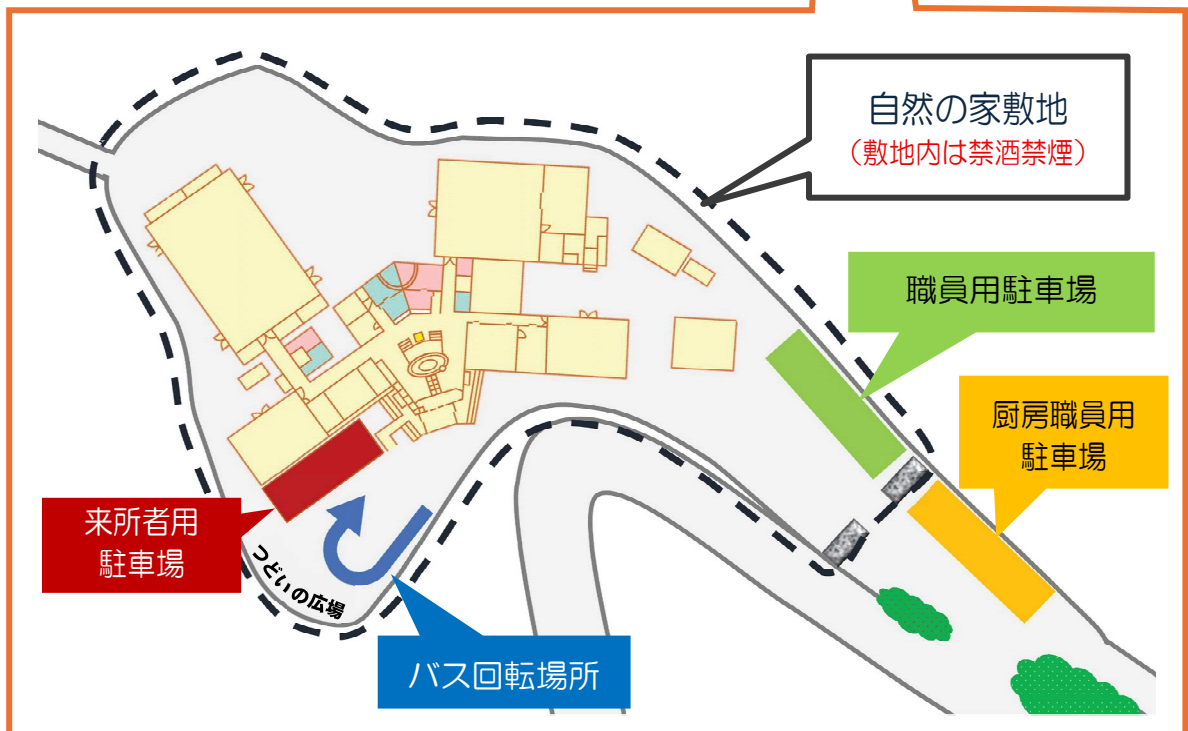 自然の家敷地
(敷地内は禁酒禁煙)
職員用駐車場
厨房職員用
駐車場
来所者用
駐車場
つどいの広場
バス回転場所